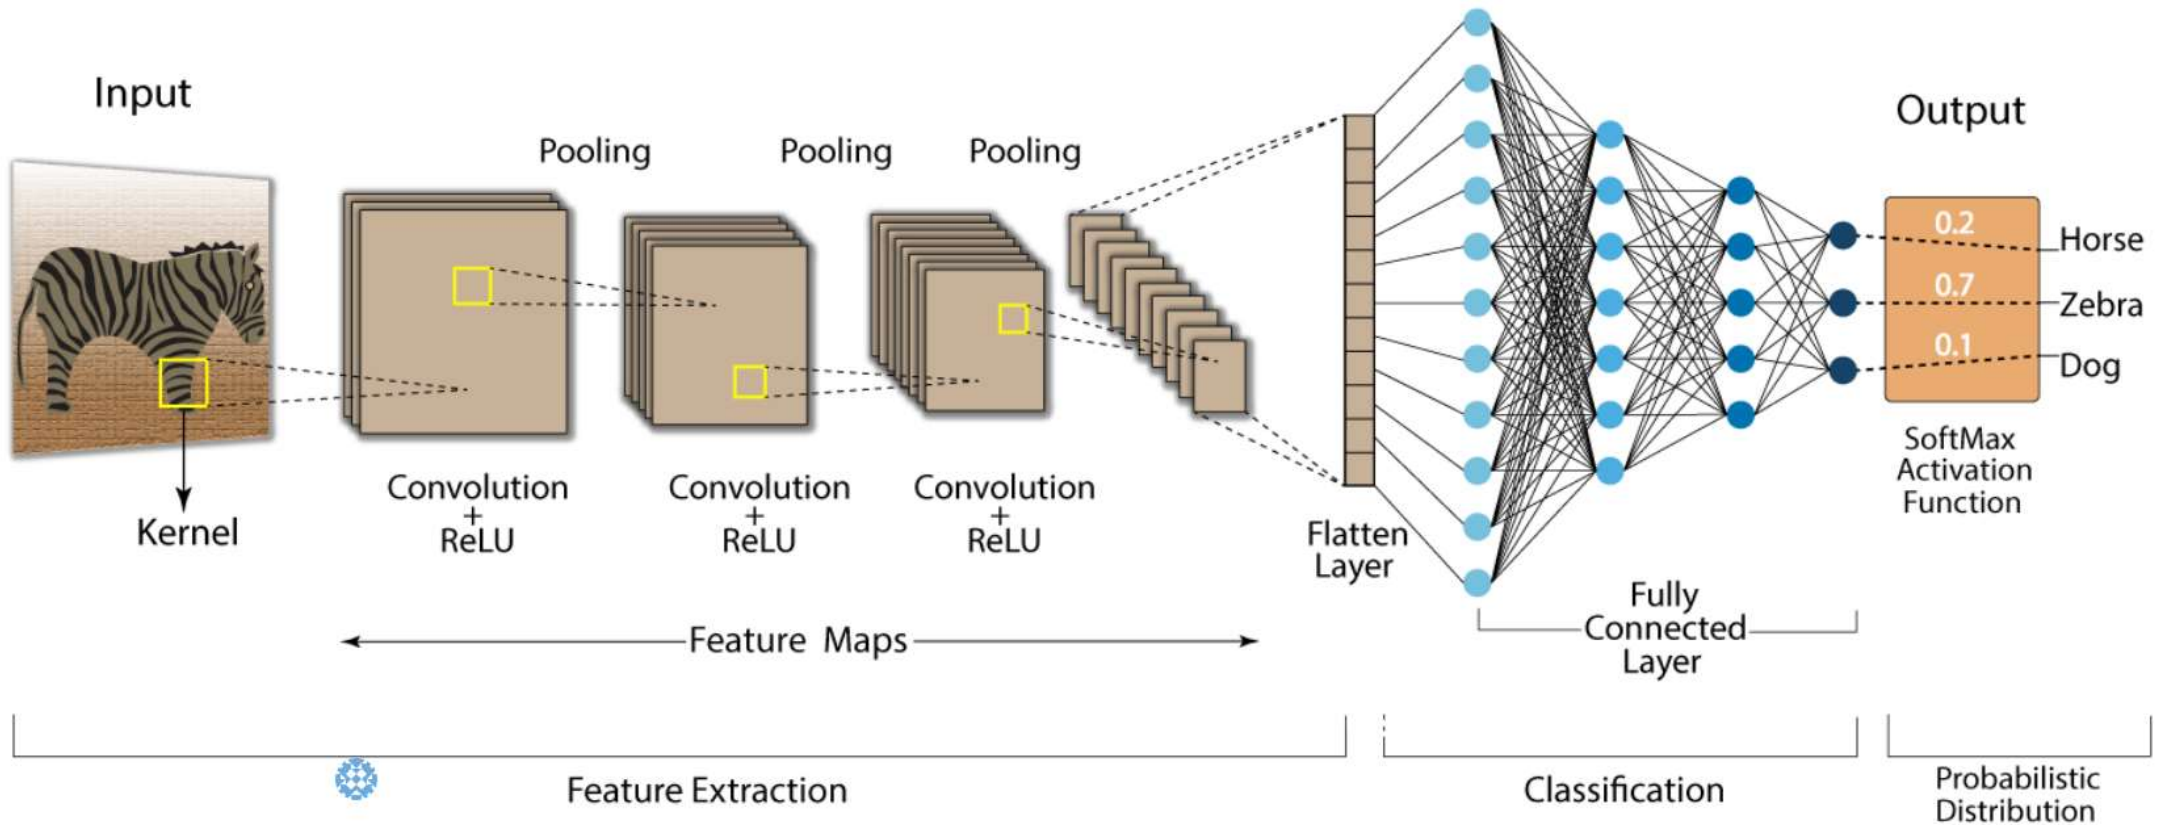 Input
Pooling
Pooling
Pooling
Output
0.2
Horse
0.7
Zebra
0.1
Dog
Kernel
Convolution
+
ReLU
Convolution
+
ReLU
Convolution
+
ReLU
Flatten
Layer
SoftMax
Activation
Function
Feature Maps
Fully
Connected
Layer
Feature Extraction
Classification
Probabilistic
Distribution